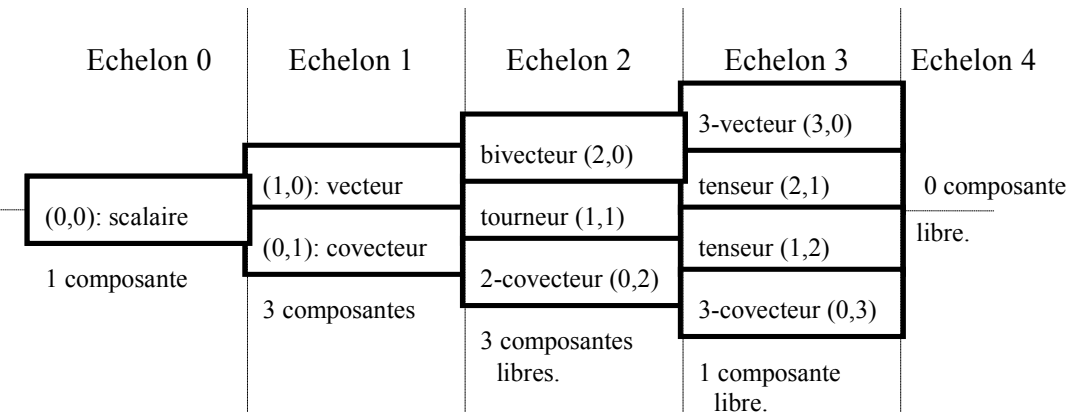 Echelon 0
Echelon 1
Echelon 2
Echelon 3
Echelon 4
(0,0): scalaire
1 composante
(1,0): vecteur
(0,1): covecteur
3 composantes
bivecteur (2,0)
tourneur (1,1)
2-covecteur (0,2)
3 composantes
libres.
3-vecteur (3,0)
tenseur (2,1)
tenseur (1,2)
3-covecteur (0,3)
1 composante
libre.
0 composante
libre.